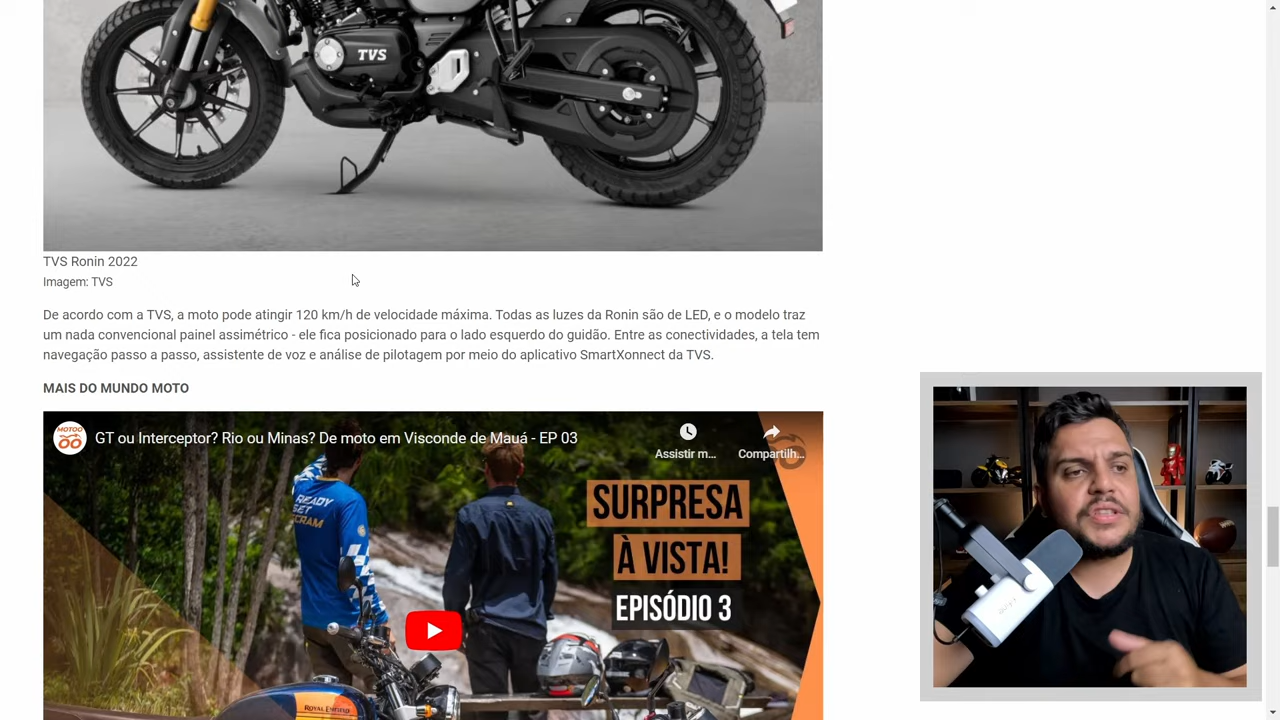 TVS
TVS Ronin 2022
Imagem: TVS
De acordo com a TVS, a moto pode atingir 120 km/h de velocidade máxima. Todas as luzes da Ronin são de LED, e o modelo traz
um nada convencional painel assimétrico - ele fica posicionado para o lado esquerdo do guidão. Entre as conectividades, a tela tem
navegação passo a passo, assistente de voz e análise de pilotagem por meio do aplicativo SmartXonnect da TVS.
MAIS DO MUNDO MOTO
MOTOO
GT ou Interceptor? Rio ou Minas? De moto em Visconde de Mauá - EP 03
Assistir m...
Compartilh...
READY
SET
SCRAM
SURPRESA
À VISTA!
EPISÓDIO 3
ROYAL ENFIELD